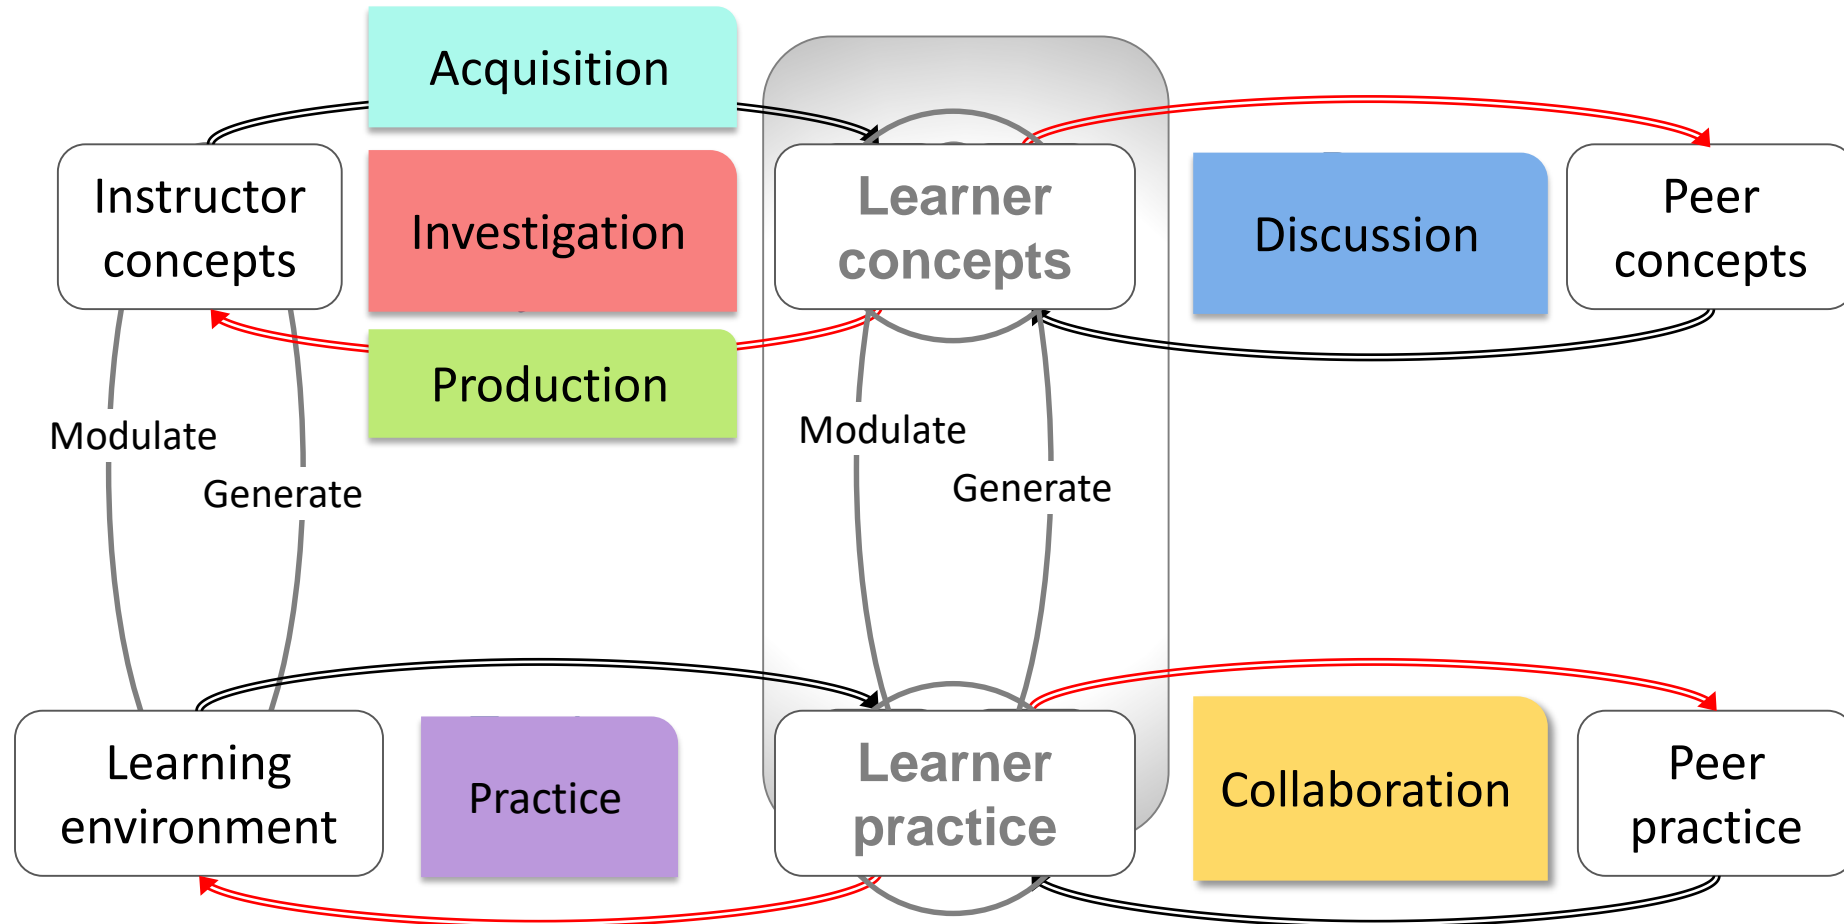 Acquisition
Instructor
concepts
Investigation
Learner
concepts
Discussion
Peer
concepts
Production
Modulate
Generate
Modulate
Generate
Learning
environment
Practice
Learner
practice
Collaboration
Peer
practice